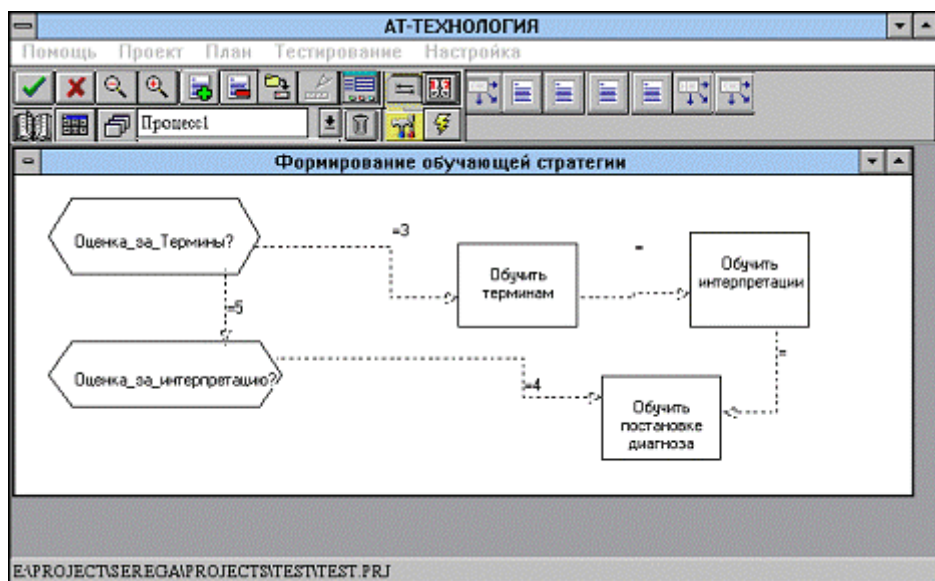 АТ-ТЕХНОЛОГИЯ
Помощь Проект План Тестирование Настройка
Процесс1
Формирование обучающей стратегии
Оценка_за_Термины?
=3
=
Обучить
терминам
Обучить
интерпретации
=5
=
Оценка_за_интерпретацию?
=4
Обучить
постановке
диагноза
E:\PROJECT\SEREGA\PROJECTS\TEST\TEST.PRJ